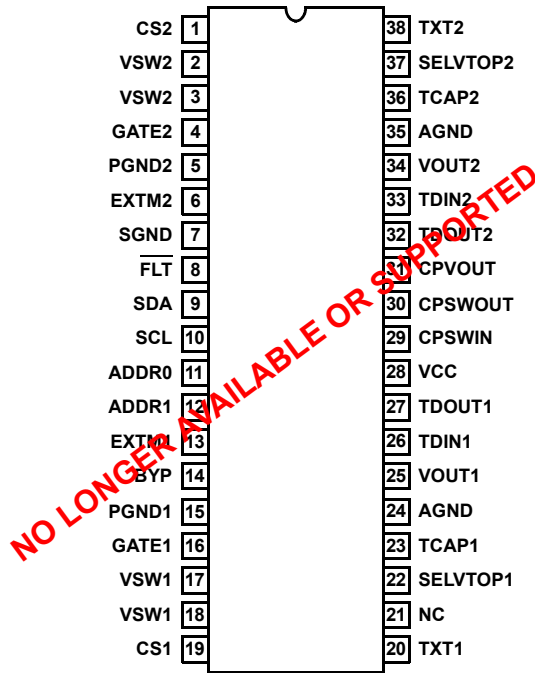 CS2 1
VSW2 2
VSW2 3
GATE2 4
PGND2 5
EXTM2 6
SGND 7
FLT 8
SDA 9
SCL 10
ADDR0 11
ADDR1 12
EXTM1 13
BYP 14
PGND1 15
GATE1 16
VSW1 17
VSW1 18
CS1 19
38 TXT2
37 SELVTOP2
36 TCAP2
35 AGND
34 VOUT2
33 TDIN2
32 TDOUT2
31 CPVOUT
30 CPSWOUT
29 CPSWIN
28 VCC
27 TDOUT1
26 TDIN1
25 VOUT1
24 AGND
23 TCAP1
22 SELVTOP1
21 NC
20 TXT1
NO LONGER AVAILABLE OR SUPPORTED